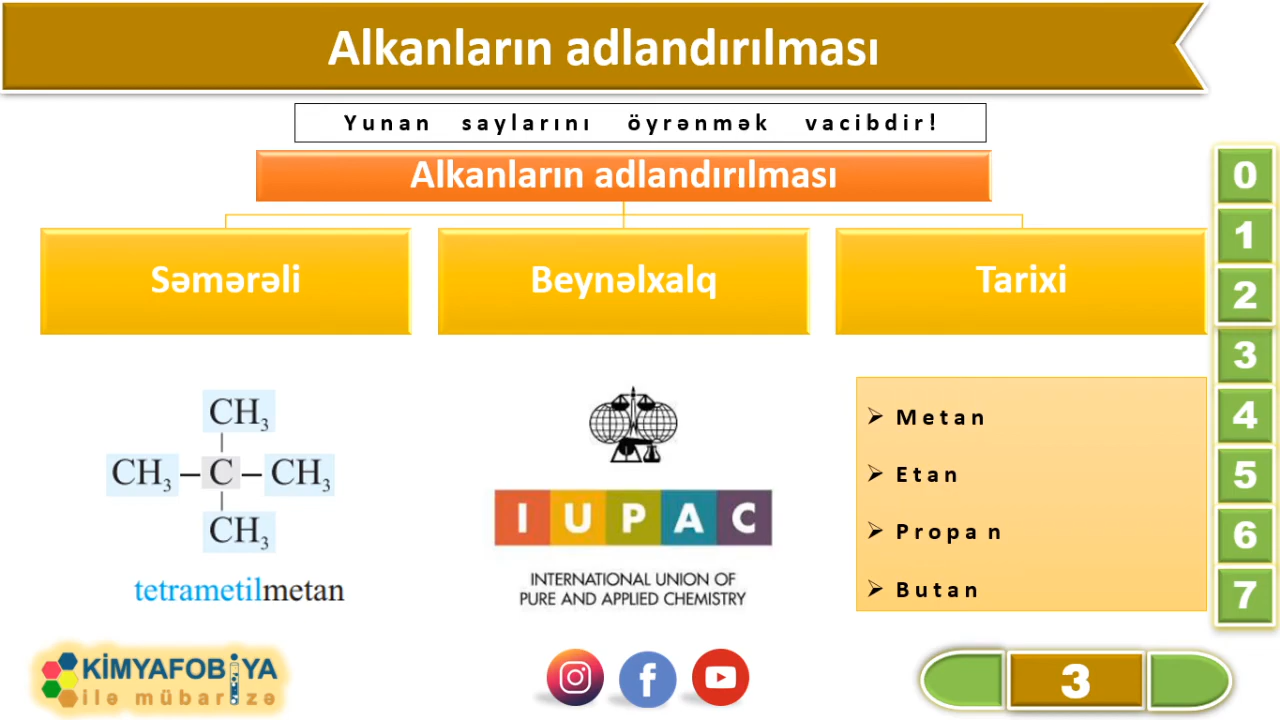 Alkanların adlandırılması
Yunan saylarını öyrənmək vacibdir!
Alkanların adlandırılması
Səmərəli
Beynəlxalq
Tarixi
CH₃
CH₃ – C – CH₃
CH₃
tetrametilmetan
I U P A C
INTERNATIONAL UNION OF
PURE AND APPLIED CHEMISTRY
➢ Metan
➢ Etan
➢ Propan
➢ Butan
0
1
2
3
4
5
6
7
KİMYAFOBİYA
ilə mübarizə
3